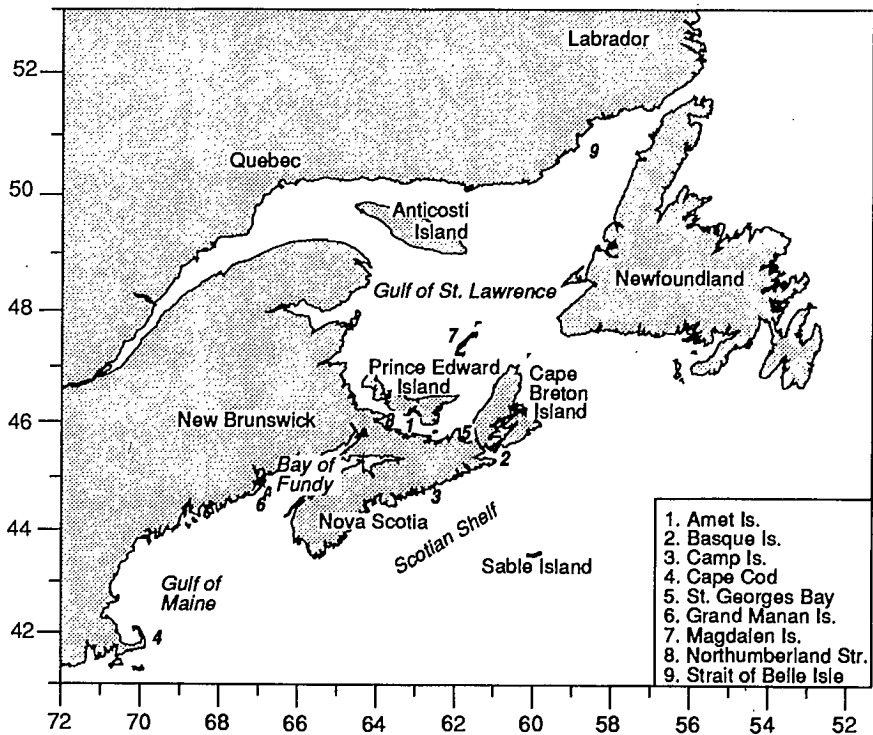 Labrador
52
9
Quebec
50
Anticosti
Island
Newfoundland
Gulf of St. Lawrence
48
7
Prince Edward
Island
Cape
Breton
Island
46
New Brunswick
8
1
5
Bay of
Fundy
2
6
3
44
Nova Scotia
Scotian Shelf
Sable Island
Gulf of
Maine
42
4
1. Amet Is.
2. Basque Is.
3. Camp Is.
4. Cape Cod
5. St. Georges Bay
6. Grand Manan Is.
7. Magdalen Is.
8. Northumberland Str.
9. Strait of Belle Isle
72 70 68 66 64 62 60 58 56 54 52